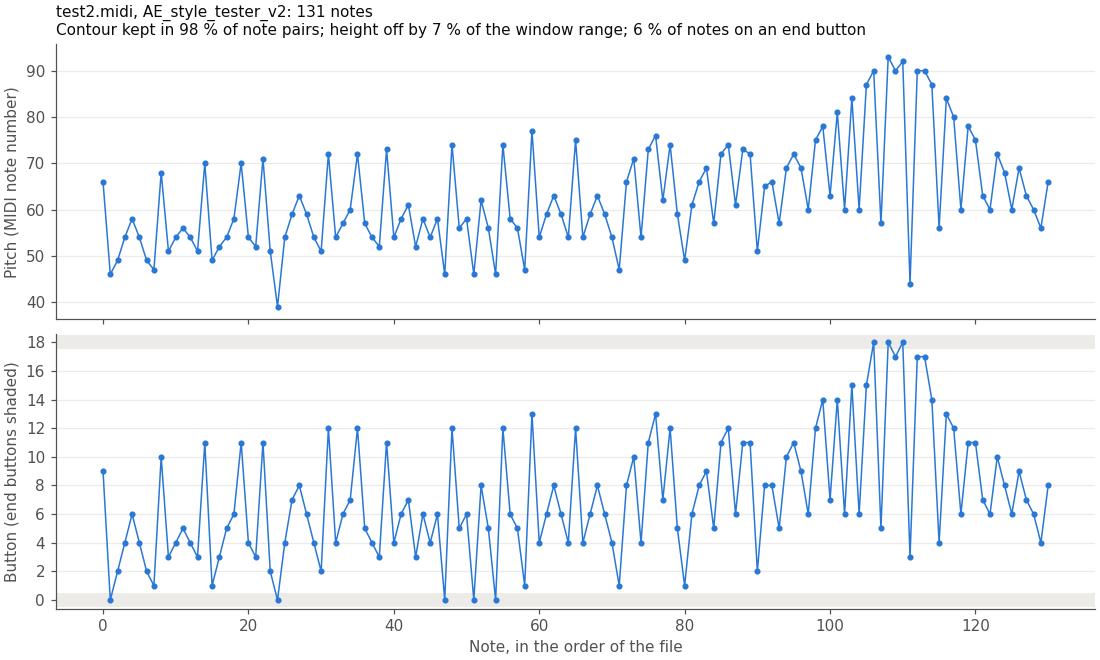 test2.midi, AE_style_tester_v2: 131 notes
Contour kept in 98 % of note pairs; height off by 7 % of the window range; 6 % of notes on an end button
Pitch (MIDI note number)
90
80
70
60
50
40
Button (end buttons shaded)
18
16
14
12
10
8
6
4
2
0
0 20 40 60 80 100 120
Note, in the order of the file